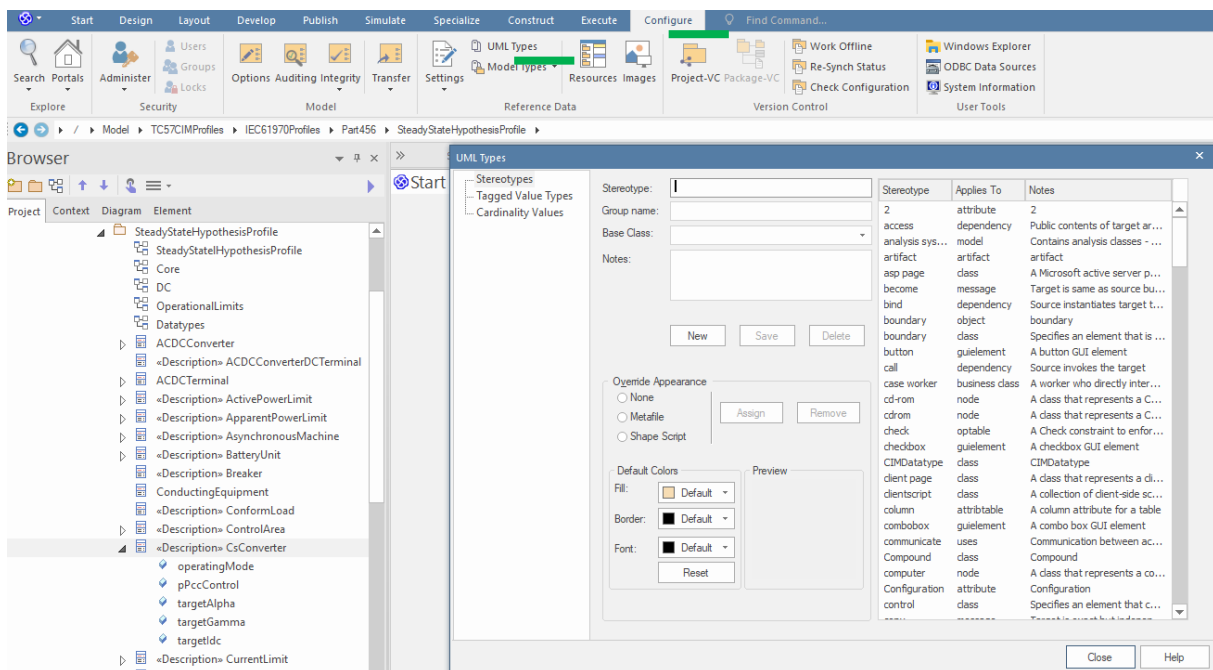 Start Design Layout Develop Publish Simulate Specialize Construct Execute Configure Find Command...
Search Portals
Explore
Administer
Users
Groups
Locks
Security
Options Auditing Integrity Transfer
Model
Settings
UML Types
Model Types
Resources Images
Reference Data
Project-VC Package-VC
Work Offline
Re-Synch Status
Check Configuration
Version Control
Windows Explorer
ODBC Data Sources
System Information
User Tools
/ Model TC57CIMProfiles IEC61970Profiles Part456 SteadyStateHypothesisProfile
Browser
Project Context Diagram Element
SteadyStateHypothesisProfile
SteadyStateIHypothesisProfile
Core
DC
OperationalLimits
Datatypes
ACDCConverter
«Description» ACDCConverterDCTerminal
ACDCTerminal
«Description» ActivePowerLimit
«Description» ApparentPowerLimit
«Description» AsynchronousMachine
«Description» BatteryUnit
«Description» Breaker
ConductingEquipment
«Description» ConformLoad
«Description» ControlArea
«Description» CsConverter
operatingMode
pPccControl
targetAlpha
targetGamma
targetIdc
«Description» CurrentLimit
Start
UML Types
Stereotypes
Tagged Value Types
Cardinality Values
Stereotype:
Group name:
Base Class:
Notes:
New Save Delete
Override Appearance
None
Metafile
Shape Script
Assign Remove
Default Colors
Fill: Default
Border: Default
Font: Default
Reset
Preview
Stereotype Applies To Notes
2 attribute 2
access dependency Public contents of target ar...
analysis sys... model Contains analysis classes - ...
artifact artifact artifact
asp page class A Microsoft active server p...
become message Target is same as source bu...
bind dependency Source instantiates target t...
boundary object boundary
boundary class Specifies an element that is ...
button guielement A button GUI element
call dependency Source invokes the target
case worker business class A worker who directly inter...
cd-rom node A class that represents a C...
cdrom node A class that represents a C...
check optable A Check constraint to enfor...
checkbox guielement A checkbox GUI element
CIMDatatype class CIMDatatype
client page class A class that represents a cli...
clientscript class A collection of client-side sc...
column attribtable A column attribute for a table
combobox guielement A combo box GUI element
communicate uses Communication between ac...
Compound class Compound
computer node A class that represents a co...
Configuration attribute Configuration
control class Specifies an element that c...
Close Help